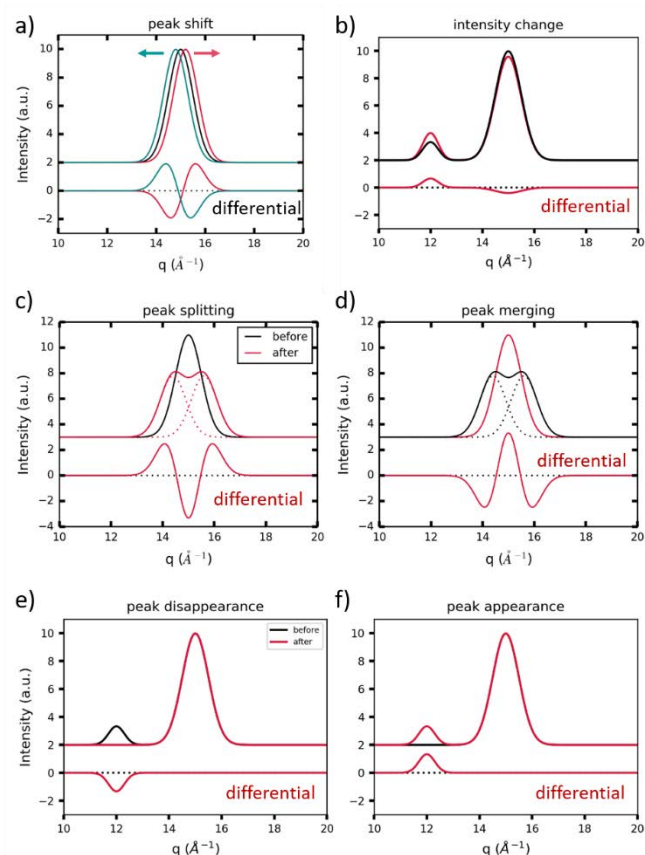 a)
peak shift
10
8
6
4
2
0
−2
Intensity (a.u.)
differential
10
12
14
16
18
20
q (Å⁻¹)
b)
intensity change
10
8
6
4
2
0
−2
differential
10
12
14
16
18
20
q (Å⁻¹)
c)
peak splitting
12
10
8
6
4
2
0
−2
−4
Intensity (a.u.)
before
after
differential
10
12
14
16
18
20
q (Å⁻¹)
d)
peak merging
12
10
8
6
4
2
0
−2
−4
Intensity (a.u.)
differential
10
12
14
16
18
20
q (Å⁻¹)
e)
peak disappearance
10
8
6
4
2
0
−2
Intensity (a.u.)
before
after
differential
10
12
14
16
18
20
q (Å⁻¹)
f)
peak appearance
10
8
6
4
2
0
−2
differential
10
12
14
16
18
20
q (Å⁻¹)